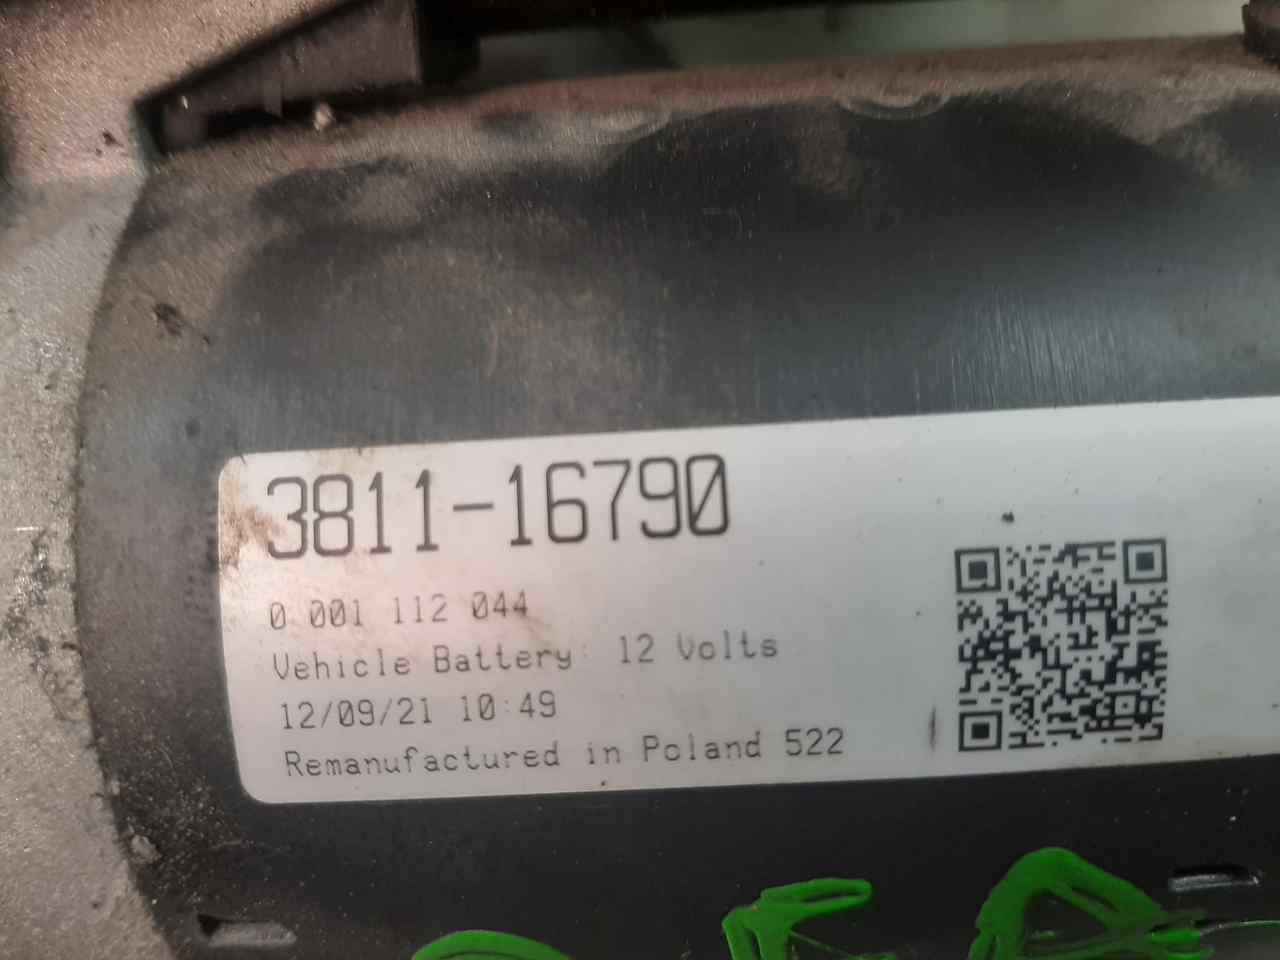 3811-16790
0 001 112 044
Vehicle Battery: 12 Volts
12/09/21 10:49
Remanufactured in Poland 522